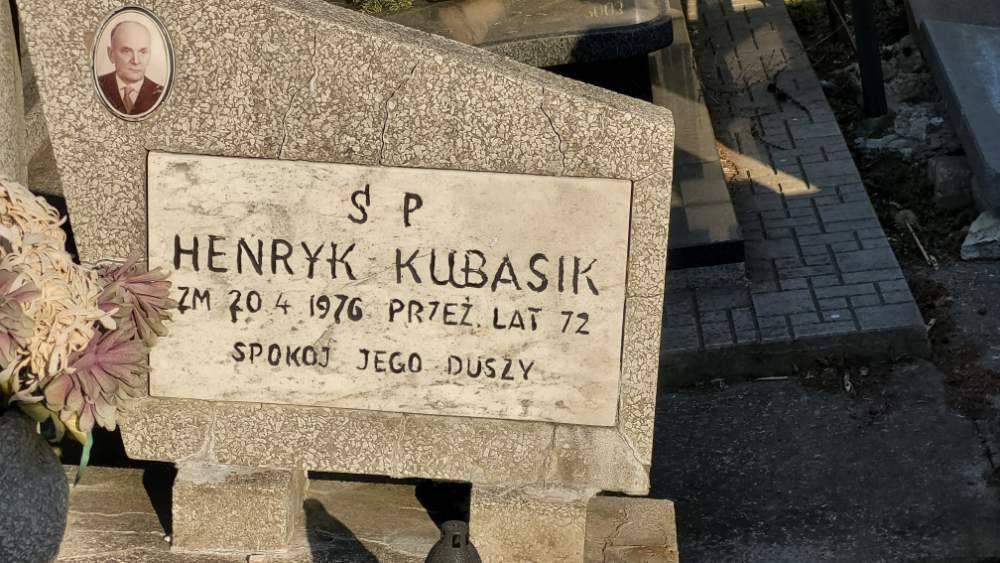 Ś P
HENRYK KUBASIK
ZM 20 4 1976 PRZEŻ. LAT 72
SPOKOJ JEGO DUSZY